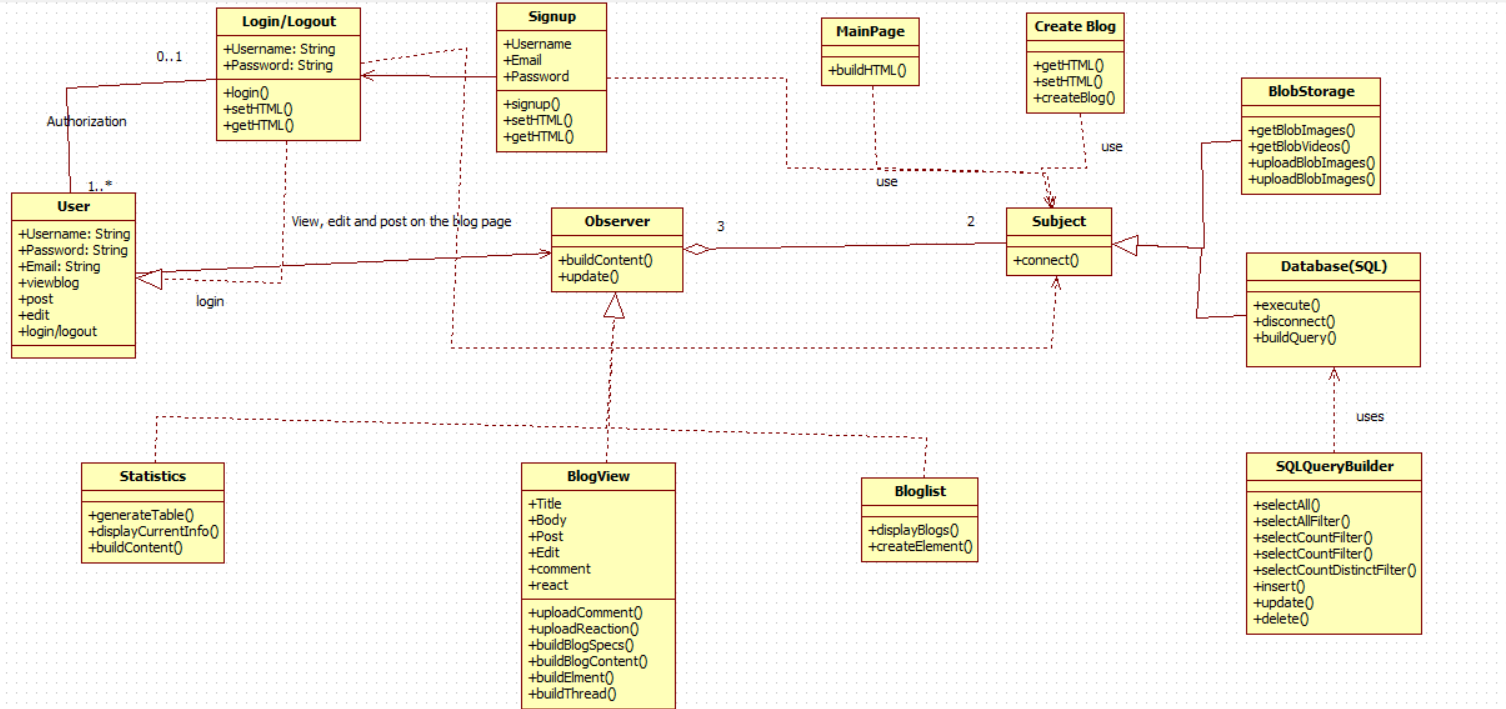 Login/Logout
+Username: String
+Password: String
+login()
+setHTML()
+getHTML()
Signup
+Username
+Email
+Password
+signup()
+setHTML()
+getHTML()
MainPage
+buildHTML()
Create Blog
+getHTML()
+setHTML()
+createBlog()
BlobStorage
+getBlobImages()
+getBlobVideos()
+uploadBlobImages()
+uploadBlobImages()
0..1
Authorization
1..*
use
use
User
+Username: String
+Password: String
+Email: String
+viewblog
+post
+edit
+login/logout
View, edit and post on the blog page
login
Observer
+buildContent()
+update()
3
2
Subject
+connect()
Database(SQL)
+execute()
+disconnect()
+buildQuery()
uses
Statistics
+generateTable()
+displayCurrentInfo()
+buildContent()
BlogView
+Title
+Body
+Post
+Edit
+comment
+react
+uploadComment()
+uploadReaction()
+buildBlogSpecs()
+buildBlogContent()
+buildElment()
+buildThread()
Bloglist
+displayBlogs()
+createElement()
SQLQueryBuilder
+selectAll()
+selectAllFilter()
+selectCountFilter()
+selectCountFilter()
+selectCountDistinctFilter()
+insert()
+update()
+delete()